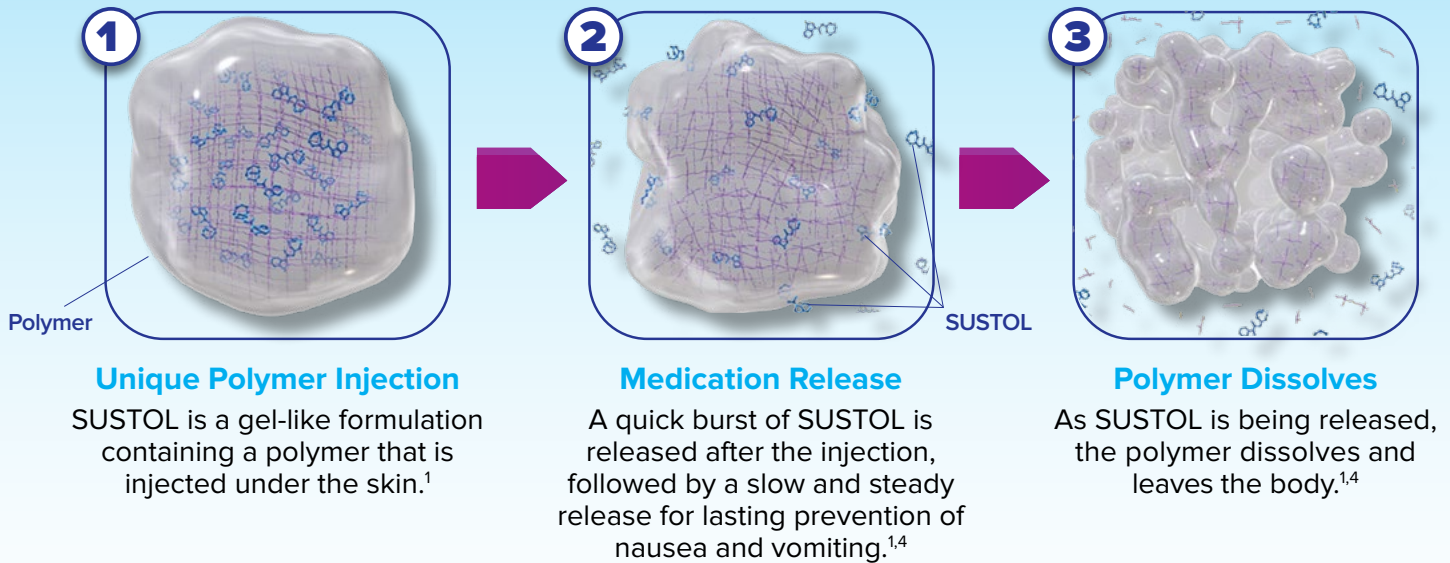 1
2
3
Polymer
SUSTOL
Unique Polymer Injection
SUSTOL is a gel-like formulation
containing a polymer that is
injected under the skin.¹
Medication Release
A quick burst of SUSTOL is
released after the injection,
followed by a slow and steady
release for lasting prevention of
nausea and vomiting.¹,⁴
Polymer Dissolves
As SUSTOL is being released,
the polymer dissolves and
leaves the body.¹,⁴